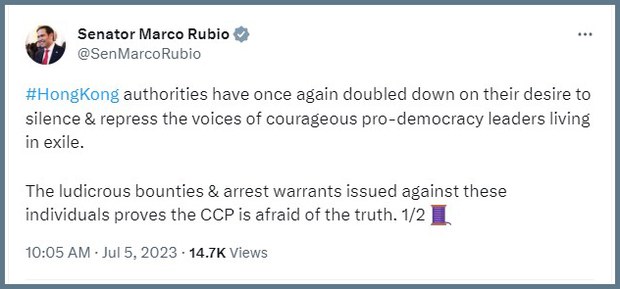 Senator Marco Rubio
@SenMarcoRubio
#HongKong authorities have once again doubled down on their desire to
silence & repress the voices of courageous pro-democracy leaders living
in exile.
The ludicrous bounties & arrest warrants issued against these
individuals proves the CCP is afraid of the truth. 1/2 🧵
10:05 AM · Jul 5, 2023 · 14.7K Views